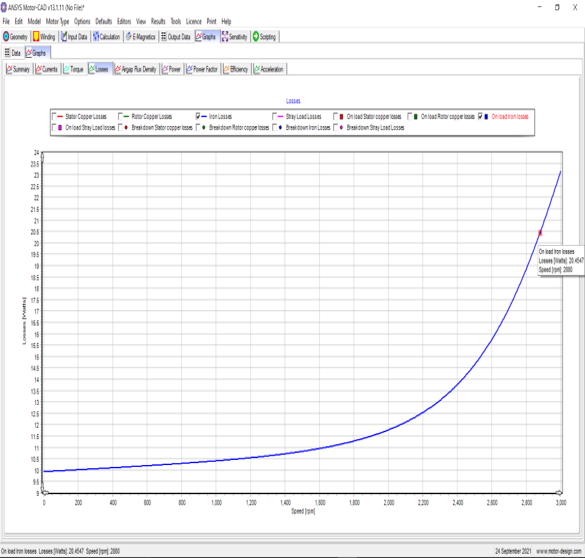 ANSYS Motor-CAD v13.1.11 (No File)*
File Edit Model Motor Type Options Defaults Editors View Results Tools Licence Print Help
Geometry Winding Input Data Calculation E-Magnetics Output Data Graphs Sensitivity Scripting
Data Graphs
Summary Currents Torque Losses Airgap Flux Density Power Power Factor Efficiency Acceleration
Losses
Stator Copper Losses Rotor Copper Losses Iron Losses Stray Load Losses On load Stator copper losses On load Rotor copper losses On load Iron losses
On load Stray Load Losses Breakdown Stator copper losses Breakdown Rotor copper losses Breakdown Iron Losses Breakdown Stray Load Losses
24
23.5
23
22.5
22
21.5
21
20.5
20
19.5
19
18.5
18
17.5
17
16.5
16
15.5
15
14.5
14
13.5
13
12.5
12
11.5
11
10.5
10
9.5
9
Losses [Watts]
On load Iron losses
Losses [Watts]: 20.4547
Speed [rpm]: 2880
0 200 400 600 800 1,000 1,200 1,400 1,600 1,800 2,000 2,200 2,400 2,600 2,800 3,000
Speed [rpm]
On load Iron losses Losses [Watts]: 20.4547 Speed [rpm]: 2880 24 September 2021 www.motor-design.com